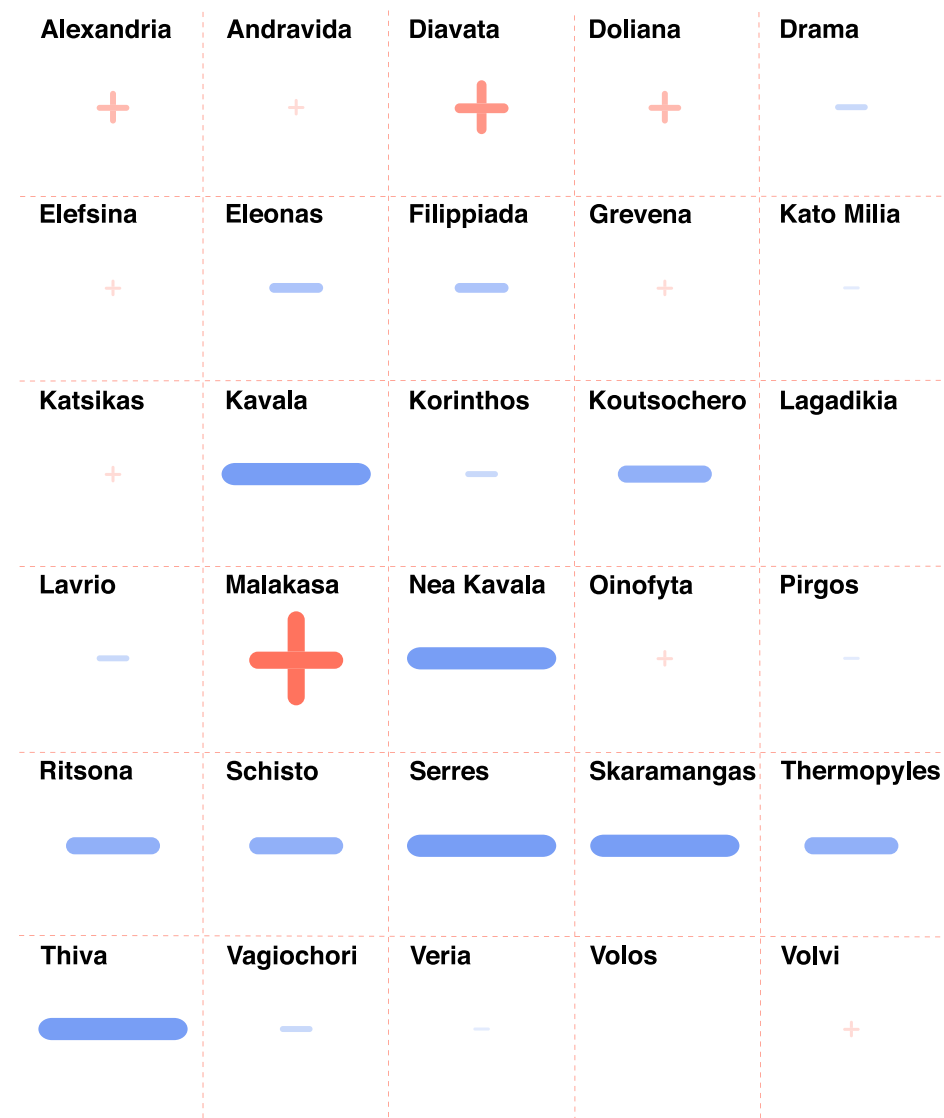 Alexandria Andravida Diavata Doliana Drama
Elefsina Eleonas Filippiada Grevena Kato Milia
Katsikas Kavala Korinthos Koutsochero Lagadikia
Lavrio Malakasa Nea Kavala Oinofyta Pirgos
Ritsona Schisto Serres Skaramangas Thermopyles
Thiva Vagiochori Veria Volos Volvi